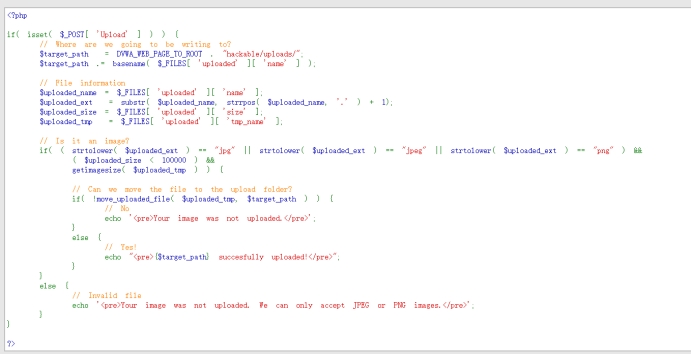 <?php
if( isset( $_POST[ 'Upload' ] ) ) {
// Where are we going to be writing to?
$target_path = DVWA_WEB_PAGE_TO_ROOT . "hackable/uploads/";
$target_path .= basename( $_FILES[ 'uploaded' ][ 'name' ] );
// File information
$uploaded_name = $_FILES[ 'uploaded' ][ 'name' ];
$uploaded_ext = substr( $uploaded_name, strrpos( $uploaded_name, '.' ) + 1);
$uploaded_size = $_FILES[ 'uploaded' ][ 'size' ];
$uploaded_tmp = $_FILES[ 'uploaded' ][ 'tmp_name' ];
// Is it an image?
if( ( strtolower( $uploaded_ext ) == "jpg" || strtolower( $uploaded_ext ) == "jpeg" || strtolower( $uploaded_ext ) == "png" ) &&
( $uploaded_size < 100000 ) &&
getimagesize( $uploaded_tmp ) ) {
// Can we move the file to the upload folder?
if( !move_uploaded_file( $uploaded_tmp, $target_path ) ) {
// No
echo '<pre>Your image was not uploaded.</pre>';
}
else {
// Yes!
echo "<pre>{$target_path} succesfully uploaded!</pre>";
}
}
else {
// Invalid file
echo '<pre>Your image was not uploaded. We can only accept JPEG or PNG images.</pre>';
}
}
?>